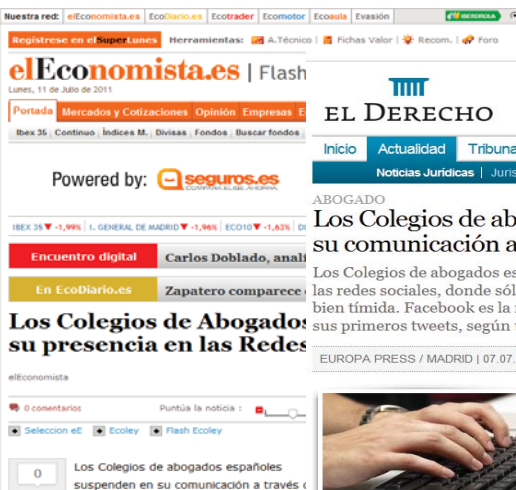 Nuestra red: elEconomista.es EcoDiario.es Ecotrader Ecomotor Ecoaula Evasión IBERDROLA
Regístrese en el SuperLunes Herramientas: A.Técnico | Fichas Valor | Recom. | Foro
elEconomista.es | Flash
Lunes, 11 de Julio de 2011
Portada Mercados y Cotizaciones Opinión Empresas E
Ibex 35 Continuo Índices M. Divisas Fondos Buscar fondos
Powered by: seguros.es
COMPARA, ELIGE, AHORRA.
IBEX 35 -1,99% I. GENERAL DE MADRID -1,96% ECO10 -1,63%
Encuentro digital Carlos Doblado, anali
En EcoDiario.es Zapatero comparece
Los Colegios de Abogados
su presencia en las Redes
elEconomista
0 comentarios Puntúa la noticia :
Seleccion eE Ecoley Flash Ecoley
0
Los Colegios de abogados españoles
suspenden en su comunicación a través
EL DERECHO
Inicio Actualidad Tribuna
Noticias Jurídicas | Juris
ABOGADO
Los Colegios de ab
su comunicación a
Los Colegios de abogados es
las redes sociales, donde sól
bien tímida. Facebook es la
sus primeros tweets, según
EUROPA PRESS / MADRID | 07.07.